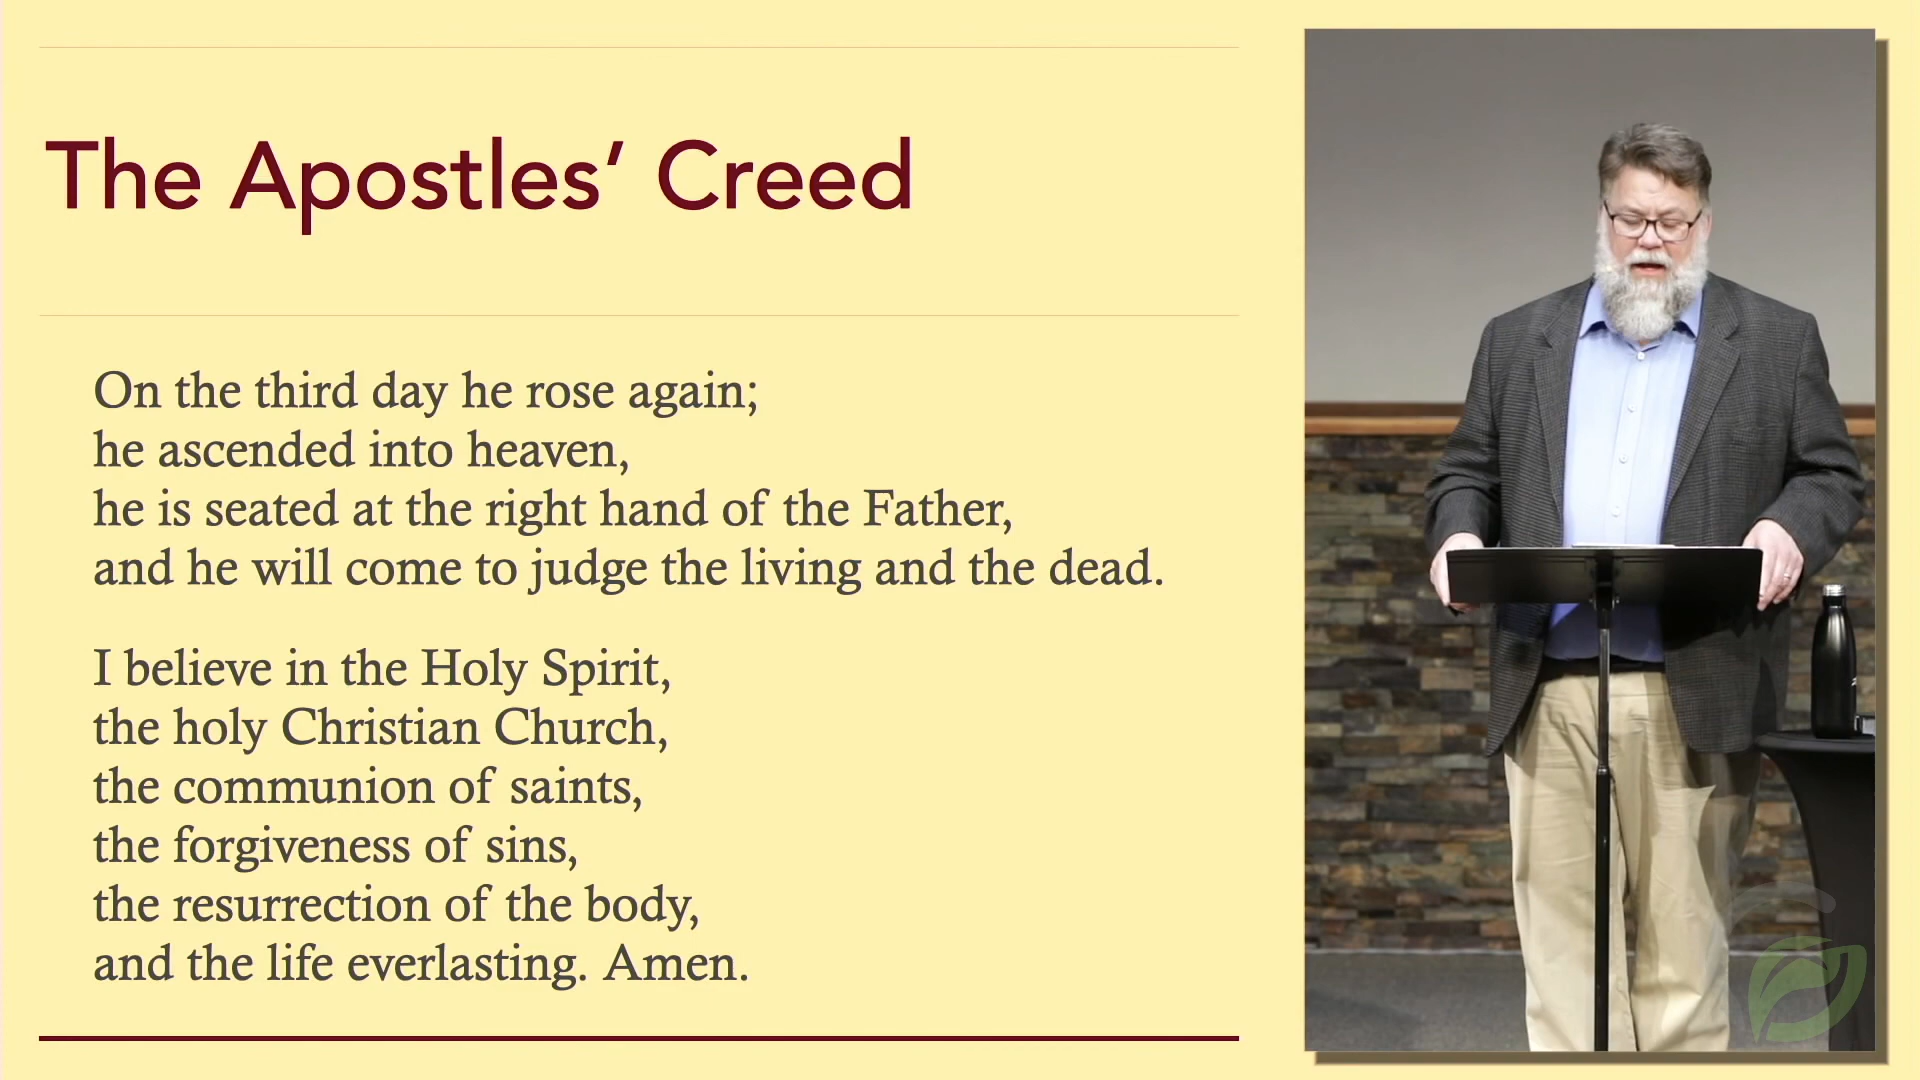 The Apostles’ Creed
On the third day he rose again;
he ascended into heaven,
he is seated at the right hand of the Father,
and he will come to judge the living and the dead.
I believe in the Holy Spirit,
the holy Christian Church,
the communion of saints,
the forgiveness of sins,
the resurrection of the body,
and the life everlasting. Amen.